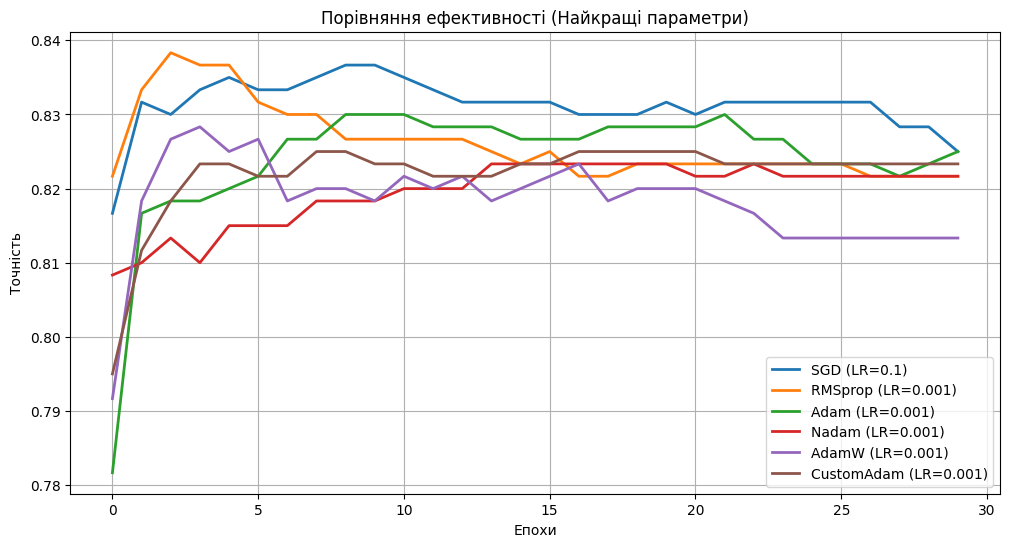 Порівняння ефективності (Найкращі параметри)
0.84
0.83
0.82
0.81
0.80
0.79
0.78
Точність
0 5 10 15 20 25 30
Епохи
SGD (LR=0.1)
RMSprop (LR=0.001)
Adam (LR=0.001)
Nadam (LR=0.001)
AdamW (LR=0.001)
CustomAdam (LR=0.001)